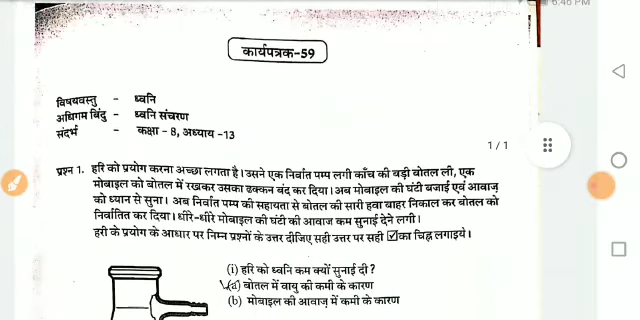 6:46 PM
कार्यपत्रक-59
विषयवस्तु - ध्वनि
अधिगम बिंदु - ध्वनि संचरण
संदर्भ - कक्षा - 8, अध्याय -13
1 / 1
प्रश्न 1. हरि को प्रयोग करना अच्छा लगता है। उसने एक निर्वात पम्प लगी काँच की बड़ी बोतल ली, एक
मोबाइल को बोतल में रखकर उसका ढक्कन बंद कर दिया। अब मोबाइल की घंटी बजाई एवं आवाज़
को ध्यान से सुना। अब निर्वात पम्प की सहायता से बोतल की सारी हवा बाहर निकाल कर बोतल को
निर्वातित कर दिया। धीरे-धीरे मोबाइल की घंटी की आवाज कम सुनाई देने लगी।
हरी के प्रयोग के आधार पर निम्न प्रश्नों के उत्तर दीजिए सही उत्तर पर सही ☑ का चिह्न लगाइये।
(i) हरि को ध्वनि कम क्यों सुनाई दी?
(a) बोतल में वायु की कमी के कारण
(b) मोबाइल की आवाज़ में कमी के कारण